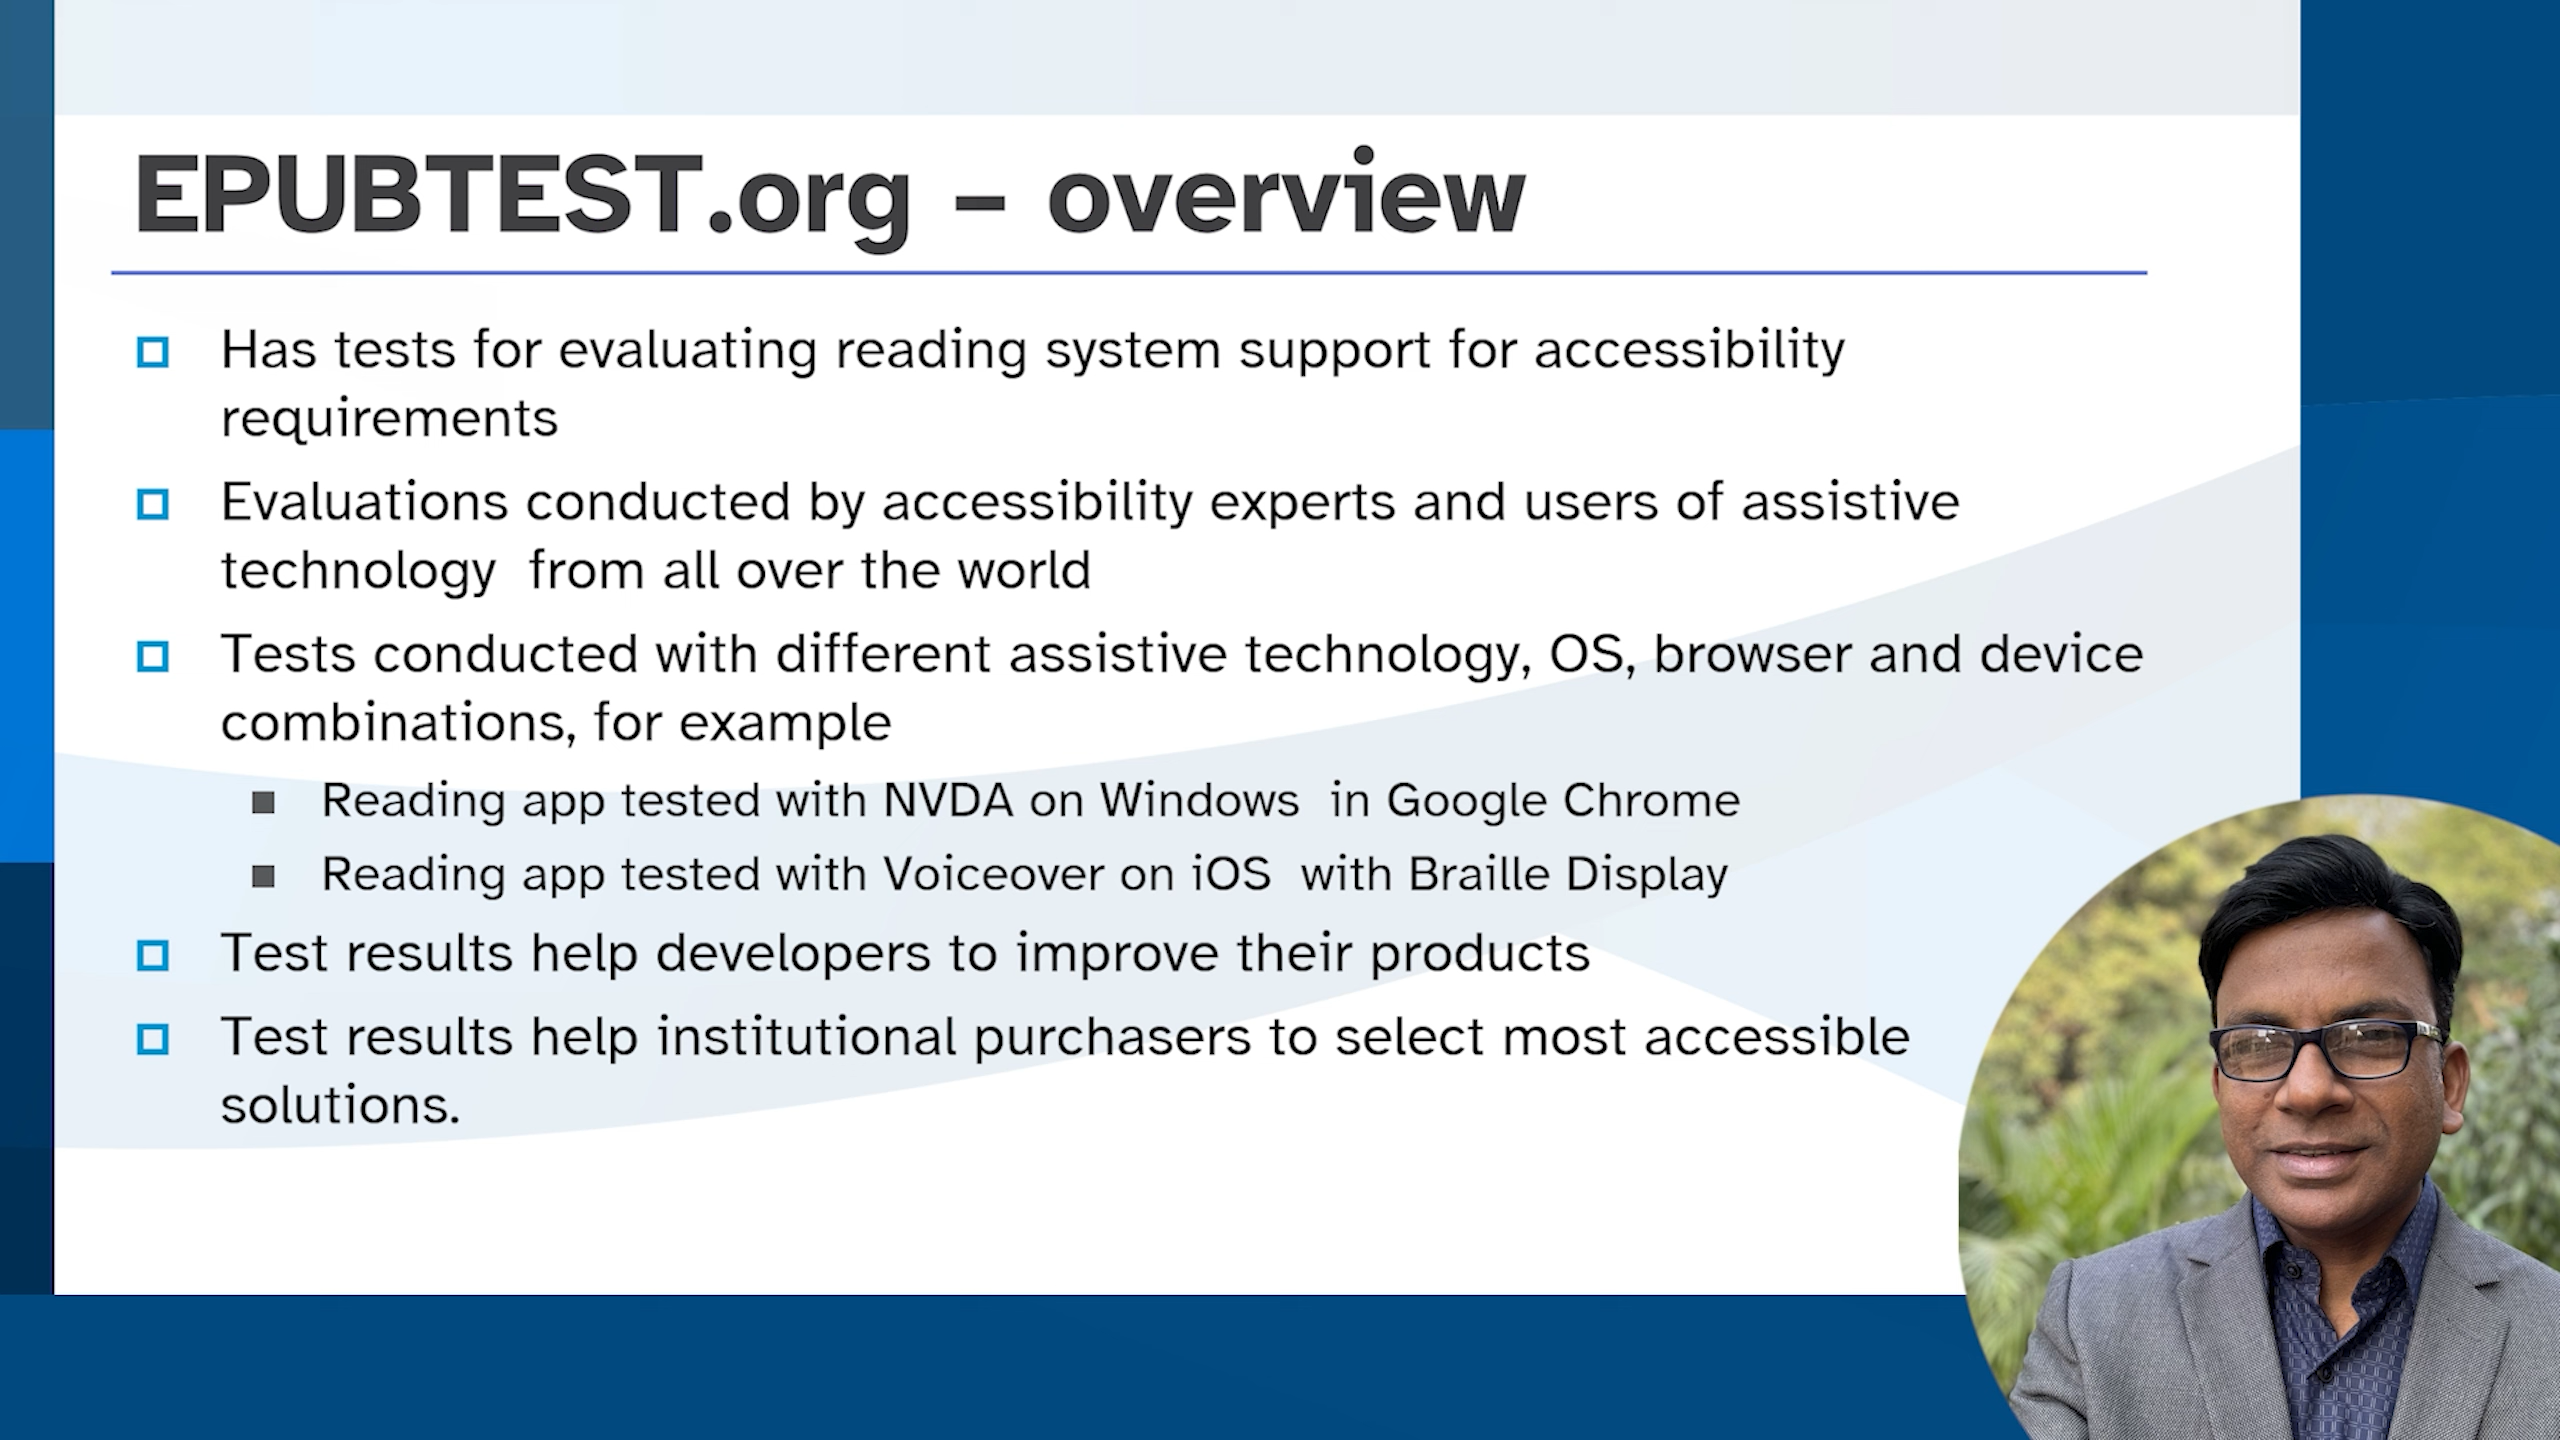 EPUBTEST.org – overview
Has tests for evaluating reading system support for accessibility
requirements
Evaluations conducted by accessibility experts and users of assistive
technology  from all over the world
Tests conducted with different assistive technology, OS, browser and device
combinations, for example
Reading app tested with NVDA on Windows  in Google Chrome
Reading app tested with Voiceover on iOS  with Braille Display
Test results help developers to improve their products
Test results help institutional purchasers to select most accessible
solutions.